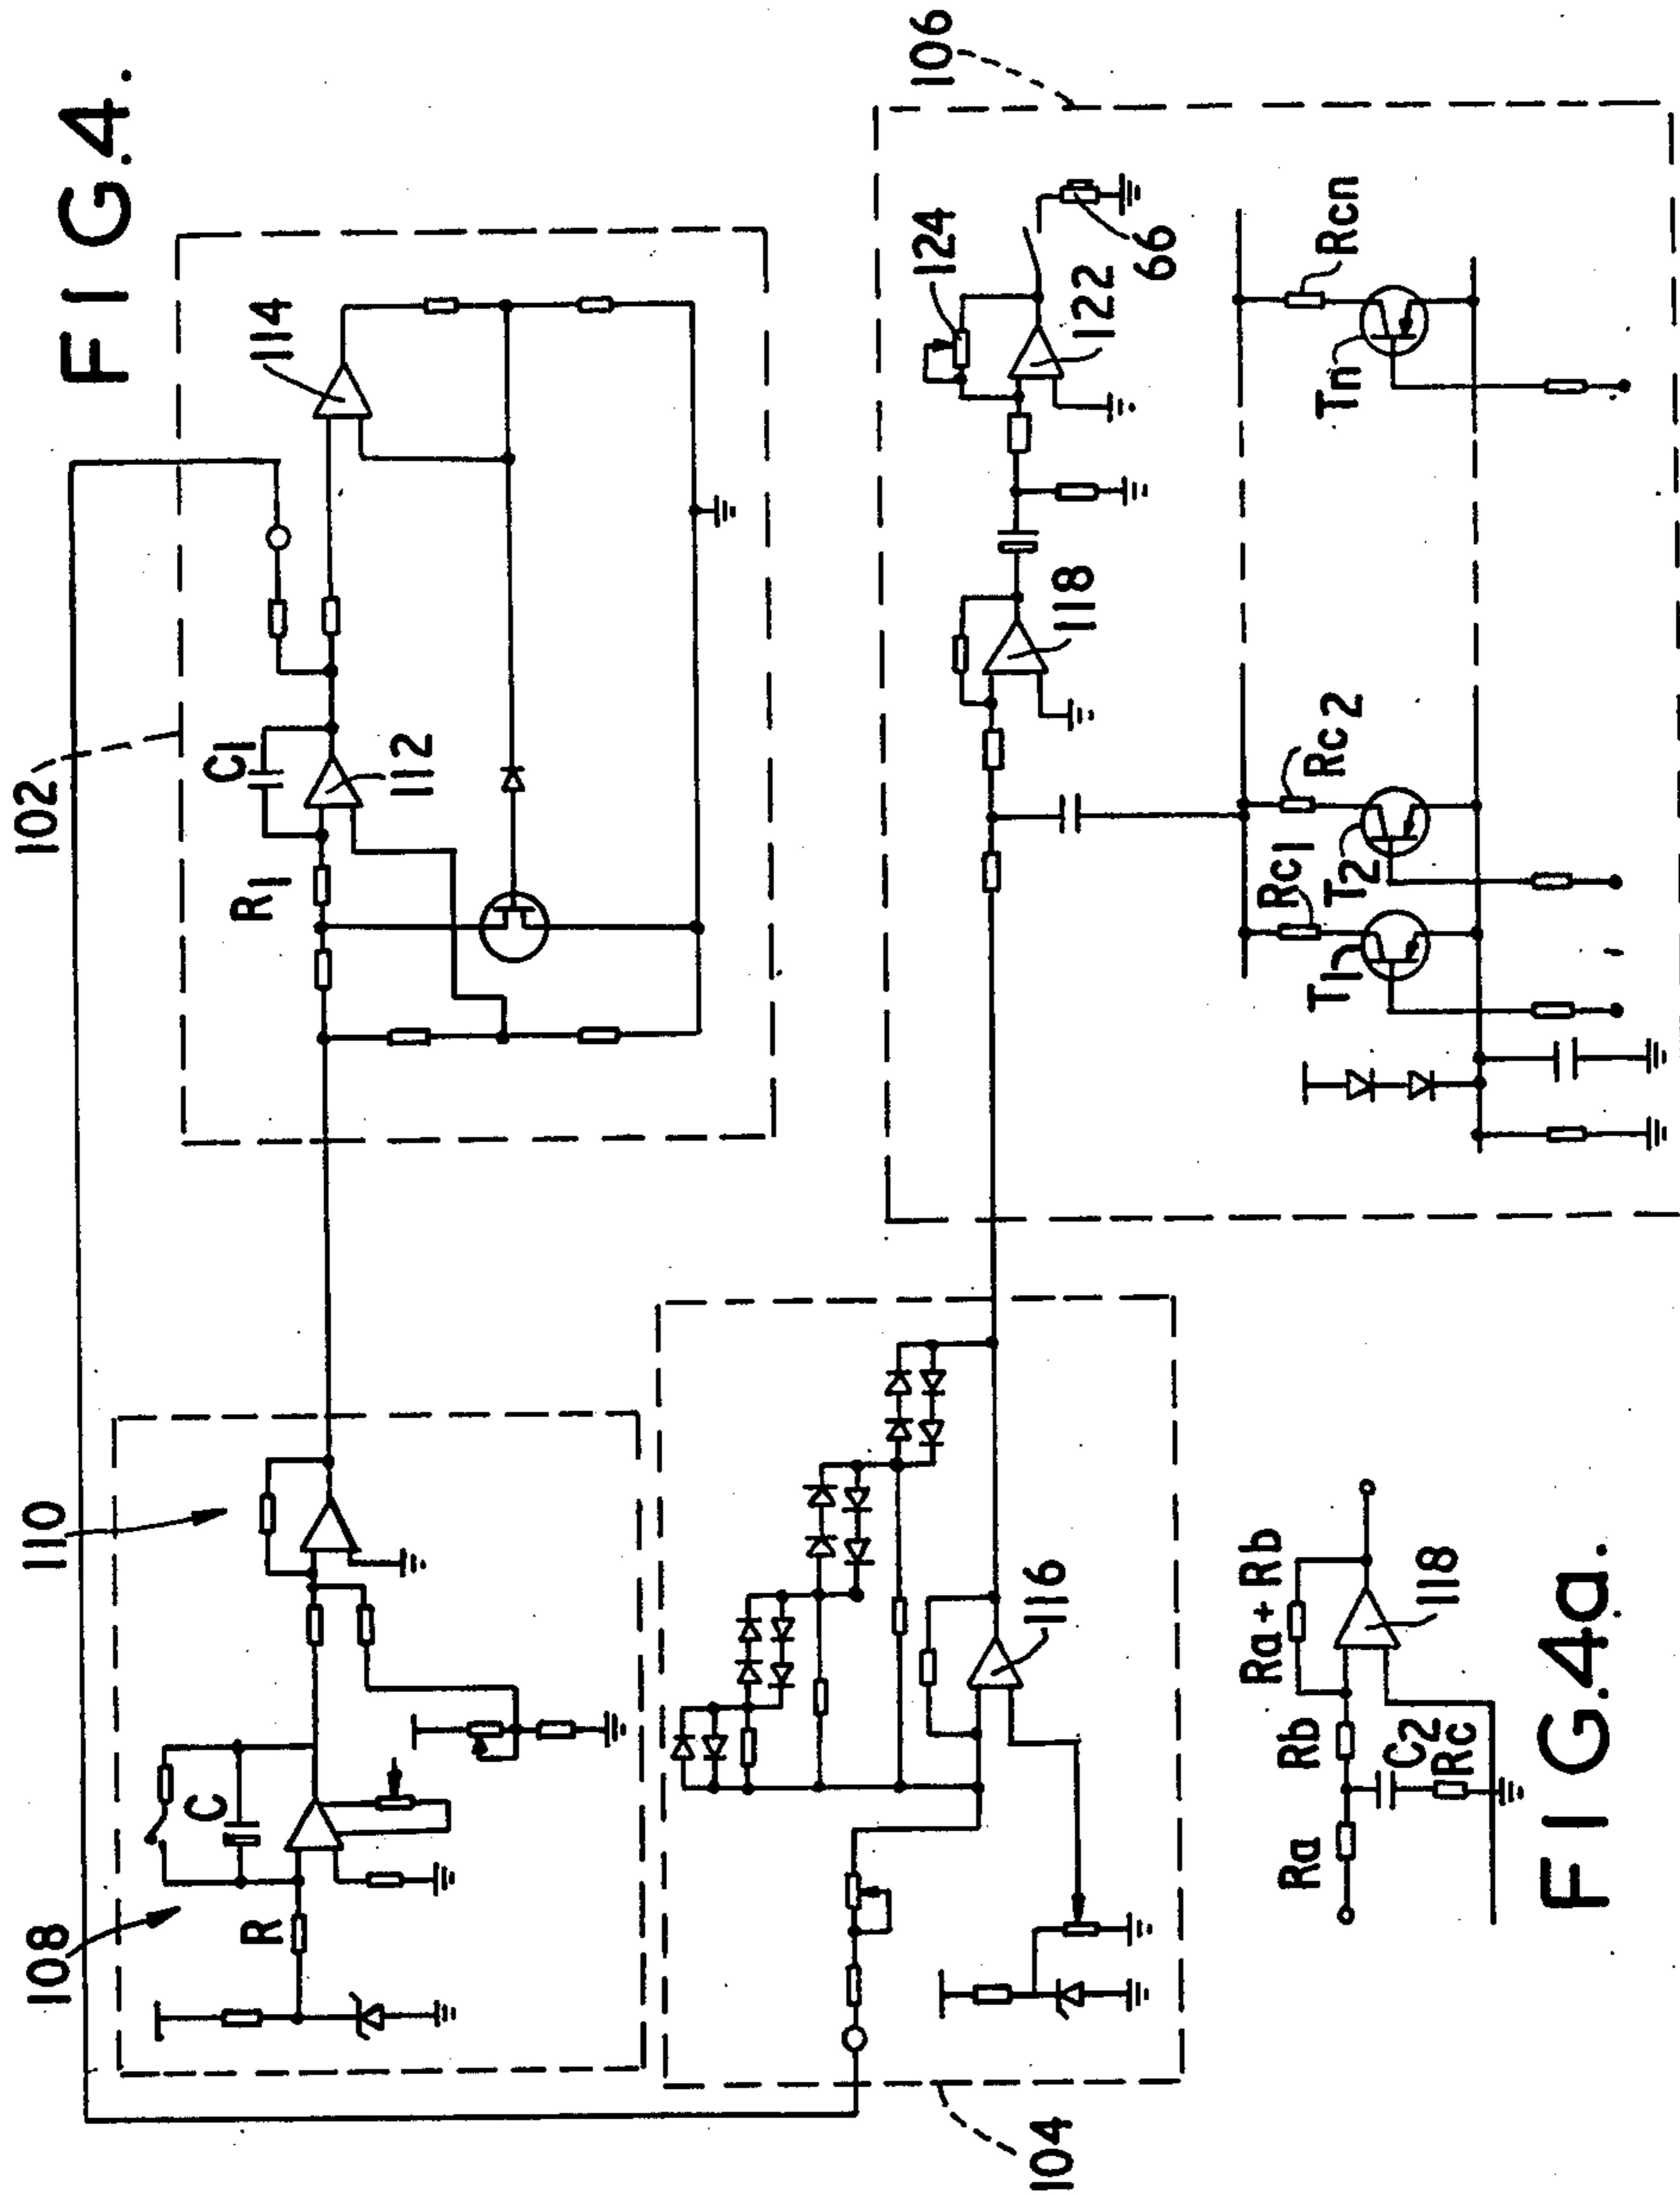 FIG.4.
102
C1
R1
112
114
110
108
R
C
104
116
106
118
122
124
66
Rc1
T1
Rc2
T2
Rcn
Tn
FIG.4a.
Ra
Rb
Ra+Rb
C2
Rc
118